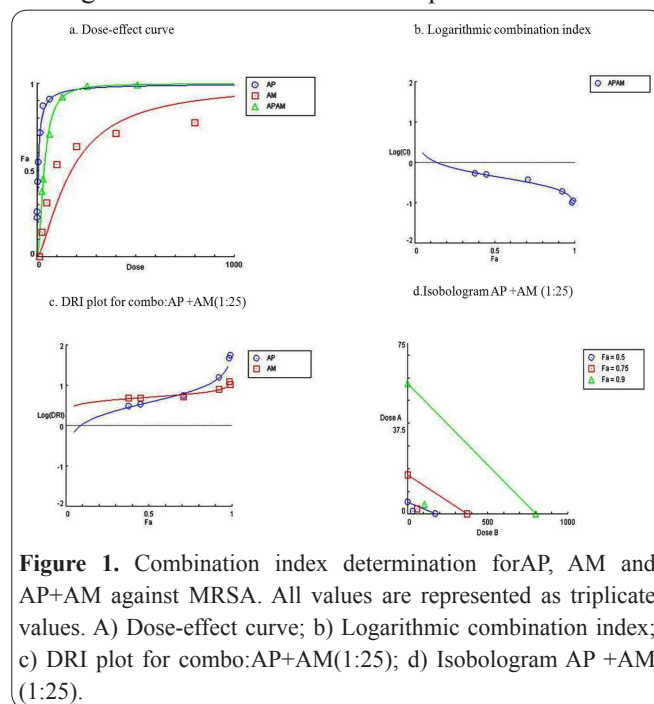 a. Dose-effect curve
b. Logarithmic combination index
1
Fa
0.5
0
0
Dose
1000
AP
AM
APAM
2
1
Log(CI)
0
-1
-2
0
0.5
Fa
1
APAM
c. DRI plot for combo:AP +AM(1:25)
d.Isobologram AP +AM (1:25)
2
1
Log(DRI)
0
-1
-2
0
0.5
Fa
1
AP
AM
75
Dose A
37.5
0
0
500
Dose B
1000
Fa = 0.5
Fa = 0.75
Fa = 0.9
Figure 1. Combination index determination forAP, AM and
AP+AM against MRSA. All values are represented as triplicate
values. A) Dose-effect curve; b) Logarithmic combination index;
c) DRI plot for combo:AP+AM(1:25); d) Isobologram AP +AM
(1:25).